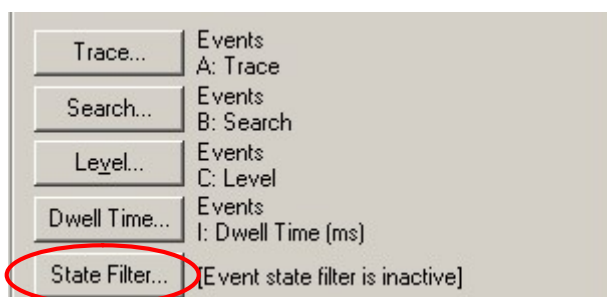 Trace...
Events
A: Trace
Search...
Events
B: Search
Level...
Events
C: Level
Dwell Time...
Events
I: Dwell Time (ms)
State Filter...
[Event state filter is inactive]